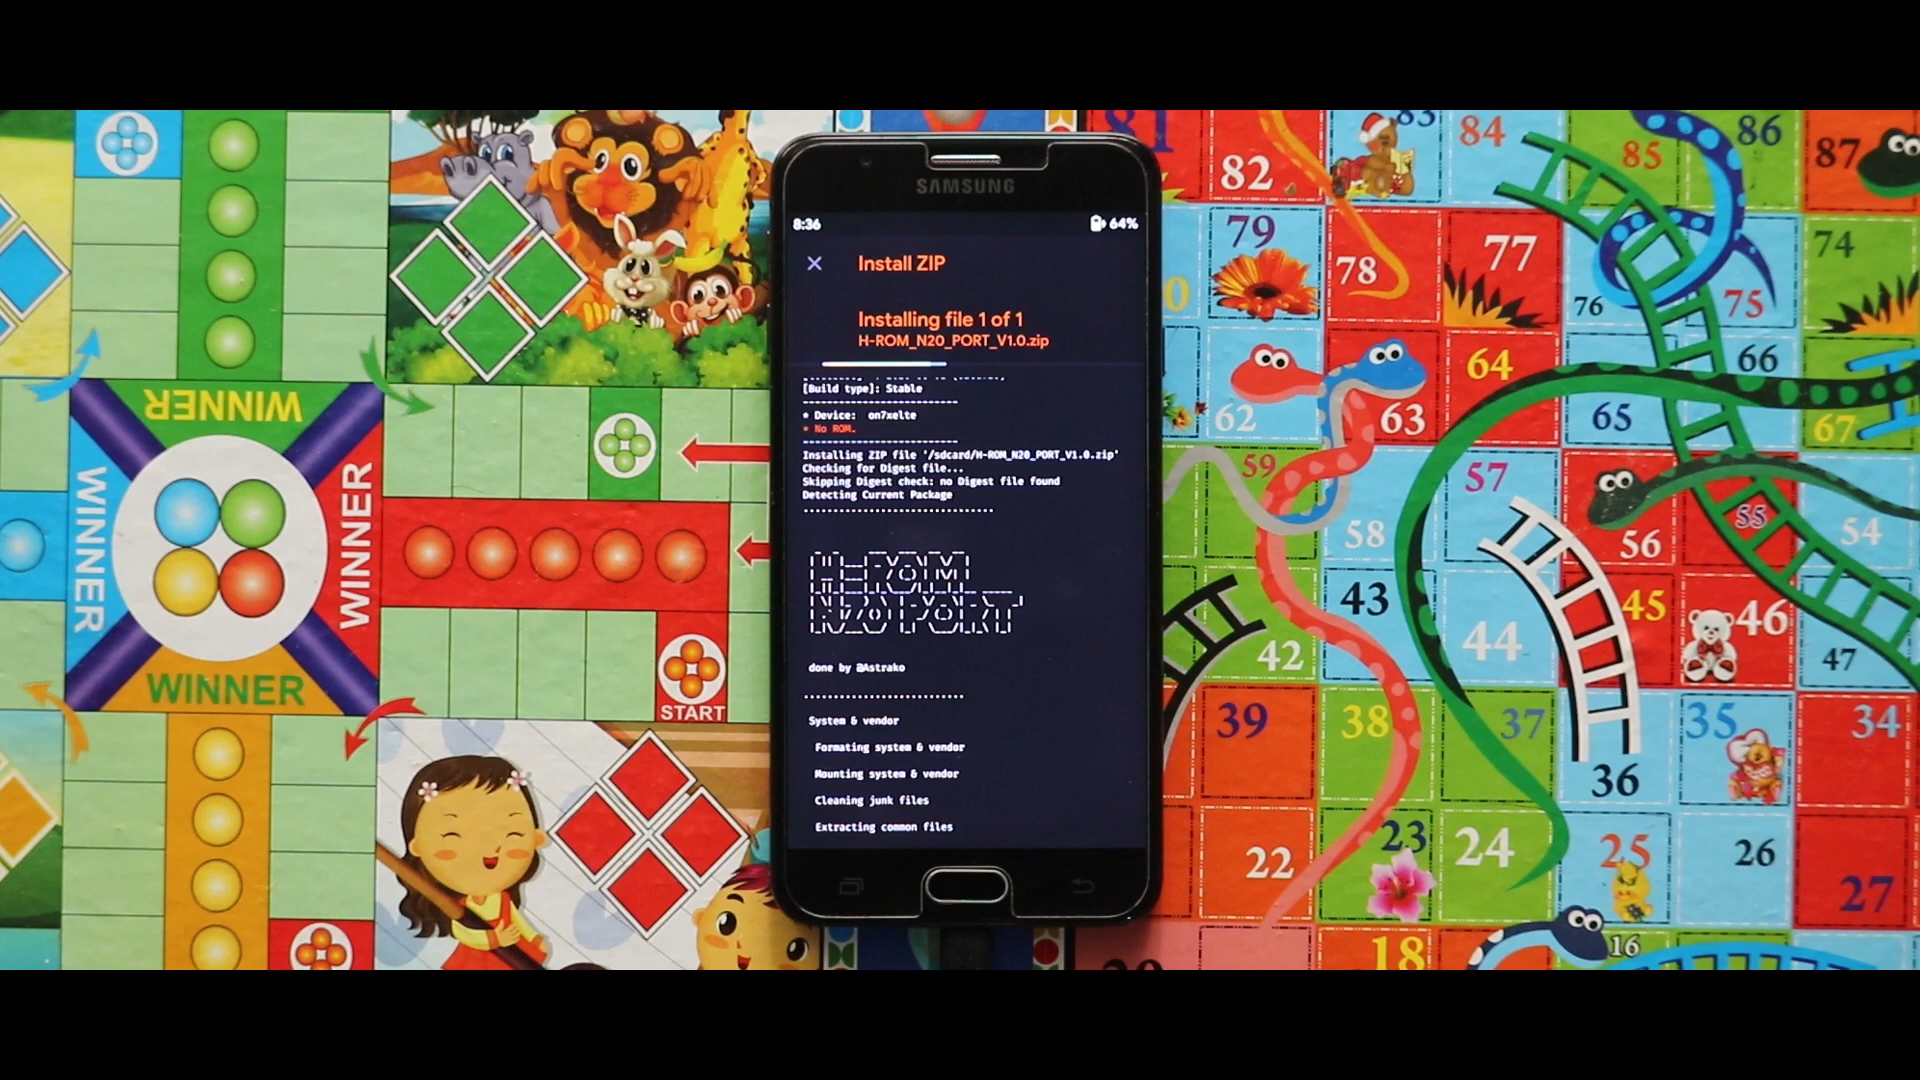 SAMSUNG
8:36
64%
Install ZIP
Installing file 1 of 1
H-ROM_N20_PORT_V1.0.zip
[Build type]: Stable
* Device: on7xelte
* No ROM.
Installing ZIP file '/sdcard/H-ROM_N20_PORT_V1.0.zip'
Checking for Digest file...
Skipping Digest check: no Digest file found
Detecting Current Package
H-ROM
N20 PORT
done by @Astrako
System & vendor
Formating system & vendor
Mounting system & vendor
Cleaning junk files
Extracting common files
WINNER
WINNER
WINNER
WINNER
START
81
82
83
84
85
86
87
79
78
77
76
75
74
62
63
64
65
66
67
59
58
57
56
55
54
42
43
44
45
46
47
39
38
37
36
35
34
22
23
24
25
26
27
18
16